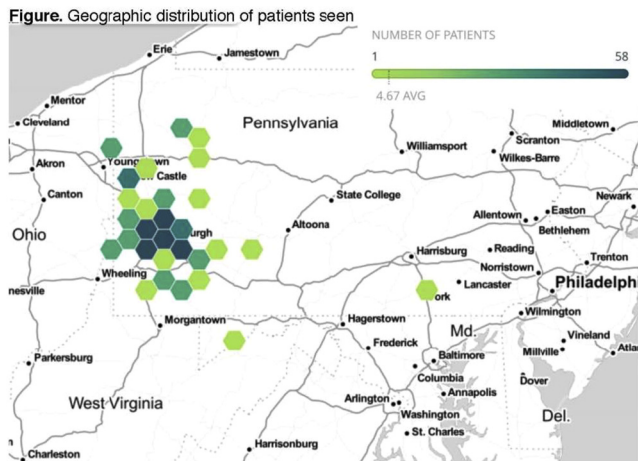 Figure. Geographic distribution of patients seen
NUMBER OF PATIENTS
1 58
4.67 AVG
Erie
Jamestown
Mentor
Cleveland
Pennsylvania
Middletown
Scranton
Williamsport
Wilkes-Barre
Akron
Castle
Canton
State College
Newark
Allentown
Easton
Bethlehem
Ohio
urgh
Altoona
Harrisburg
Reading
Trenton
Norristown
Wheeling
nesville
Lancaster
Philadelphi
ork
Wilmington
Morgantown
Hagerstown
Md.
Vineland
Frederick
Millville
Atla
Baltimore
Parkersburg
Columbia
Dover
Annapolis
Arlington
West Virginia
Washington
Del.
St. Charles
Harrisonburg
n
Charleston